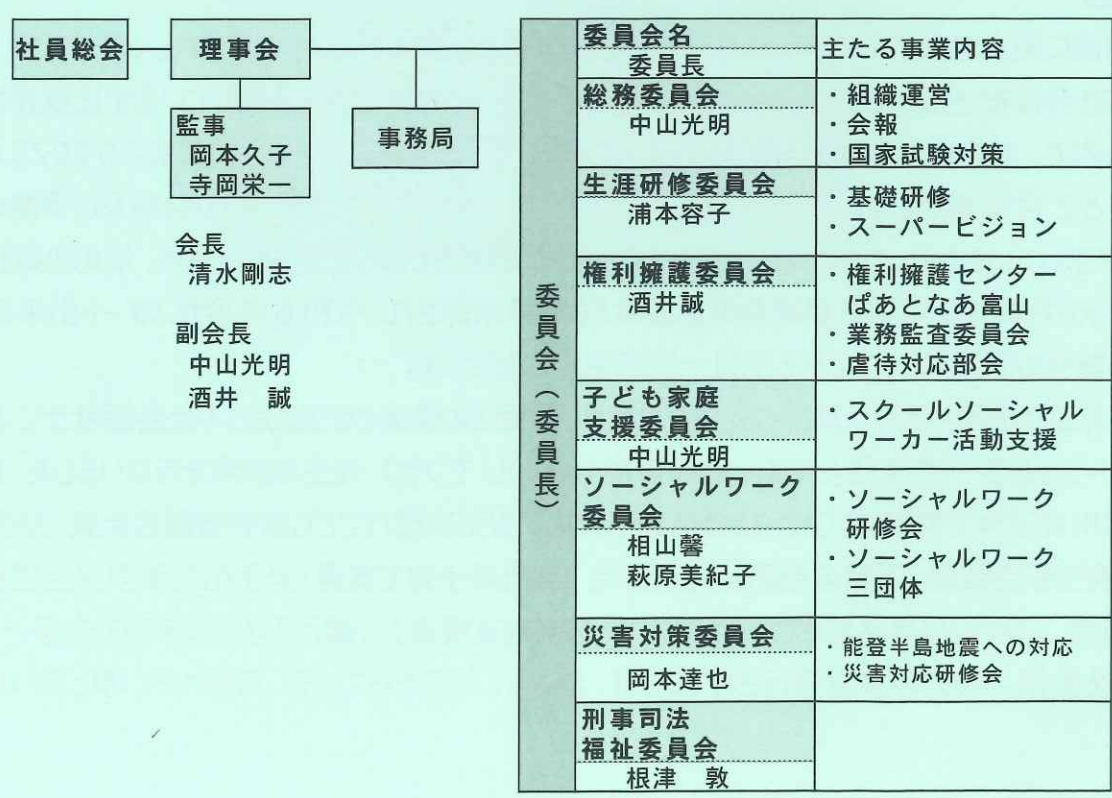 社員総会
理事会
監事
岡本久子
寺岡栄一
事務局
会長
清水剛志
副会長
中山光明
酒井　誠
委員会（委員長）
委員会名
委員長
主たる事業内容
総務委員会
中山光明
・組織運営
・会報
・国家試験対策
生涯研修委員会
浦本容子
・基礎研修
・スーパービジョン
権利擁護委員会
酒井誠
・権利擁護センター
ぱあとなあ富山
・業務監査委員会
・虐待対応部会
子ども家庭
支援委員会
中山光明
・スクールソーシャル
ワーカー活動支援
ソーシャルワーク
委員会
相山馨
萩原美紀子
・ソーシャルワーク
研修会
・ソーシャルワーク
三団体
災害対策委員会
岡本達也
・能登半島地震への対応
・災害対応研修会
刑事司法
福祉委員会
根津　敦